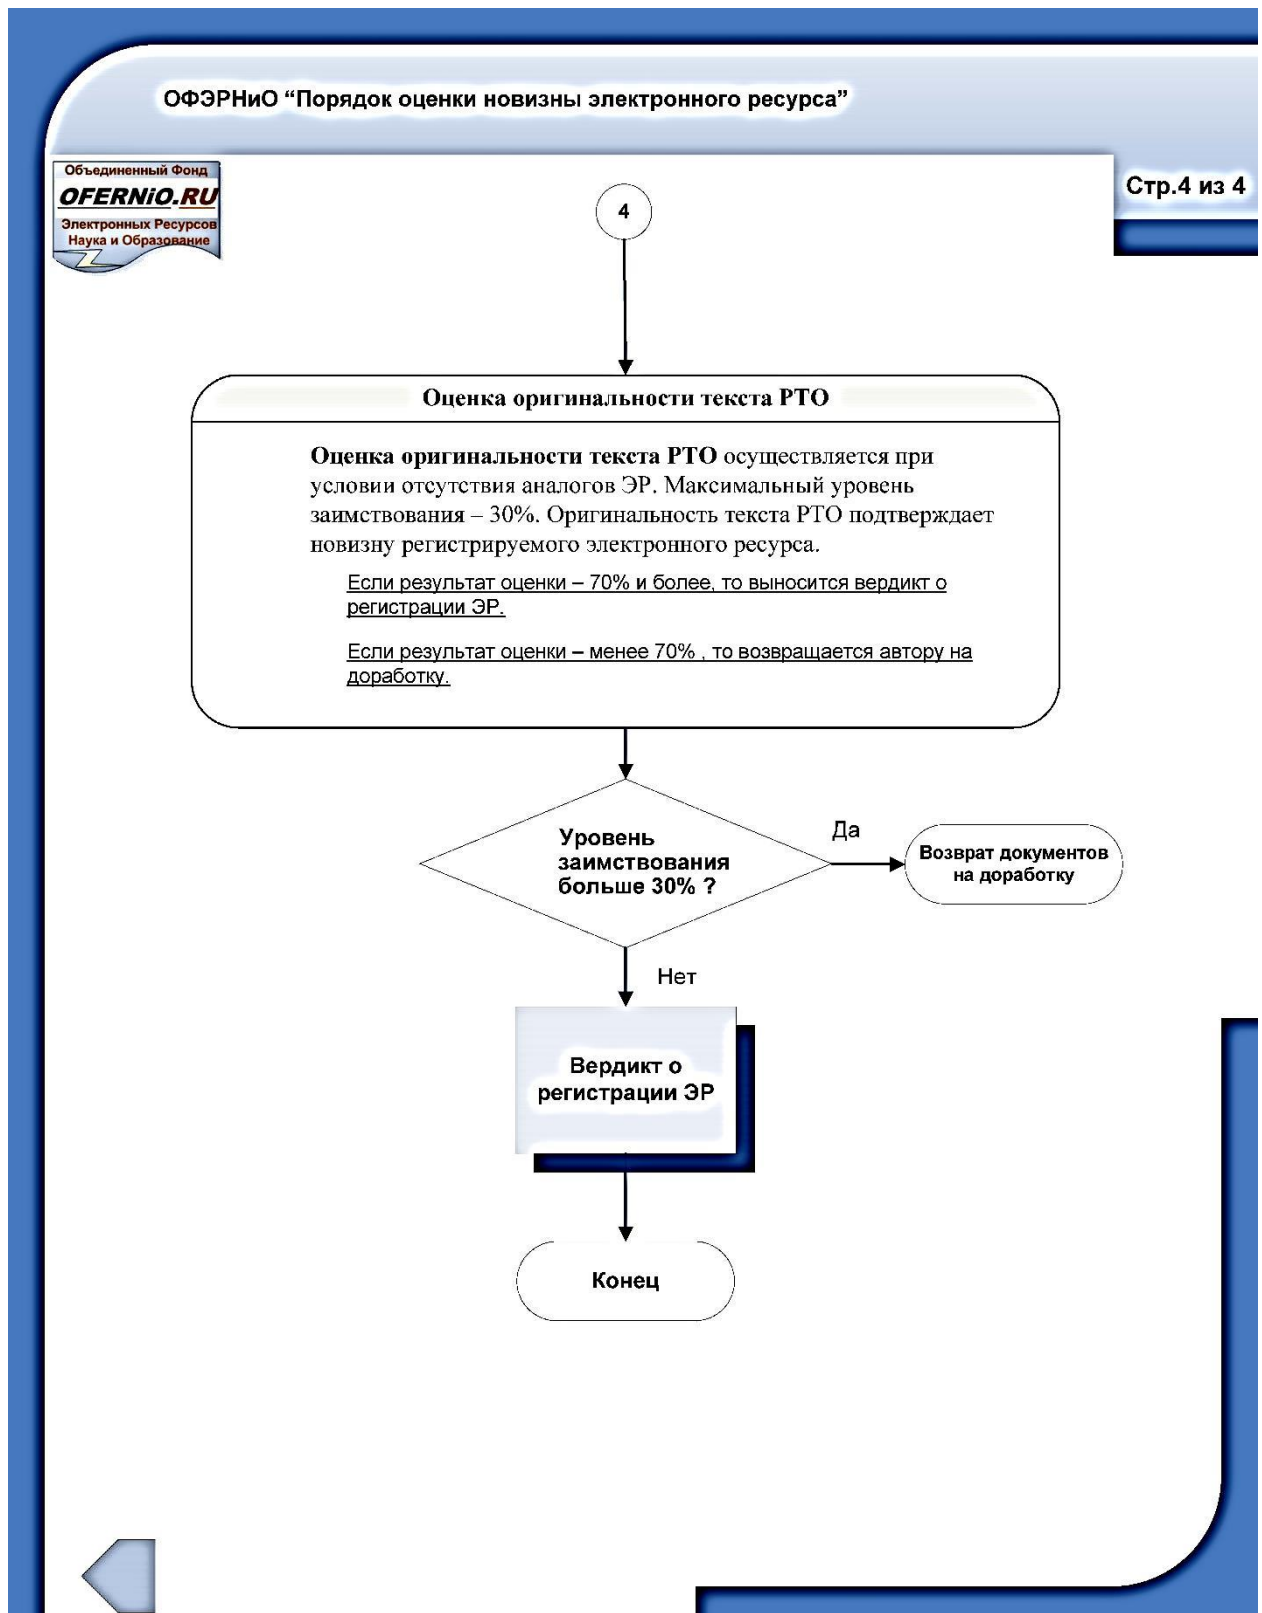 ОФЭРНиО “Порядок оценки новизны электронного ресурса”
Объединенный Фонд
OFERNiO.RU
Электронных Ресурсов
Наука и Образование
Стр.4 из 4
4
Оценка оригинальности текста РТО
Оценка оригинальности текста РТО осуществляется при
условии отсутствия аналогов ЭР. Максимальный уровень
заимствования – 30%. Оригинальность текста РТО подтверждает
новизну регистрируемого электронного ресурса.
Если результат оценки – 70% и более, то выносится вердикт о
регистрации ЭР.
Если результат оценки – менее 70% , то возвращается автору на
доработку.
Уровень
заимствования
больше 30% ?
Да
Возврат документов
на доработку
Нет
Вердикт о
регистрации ЭР
Конец